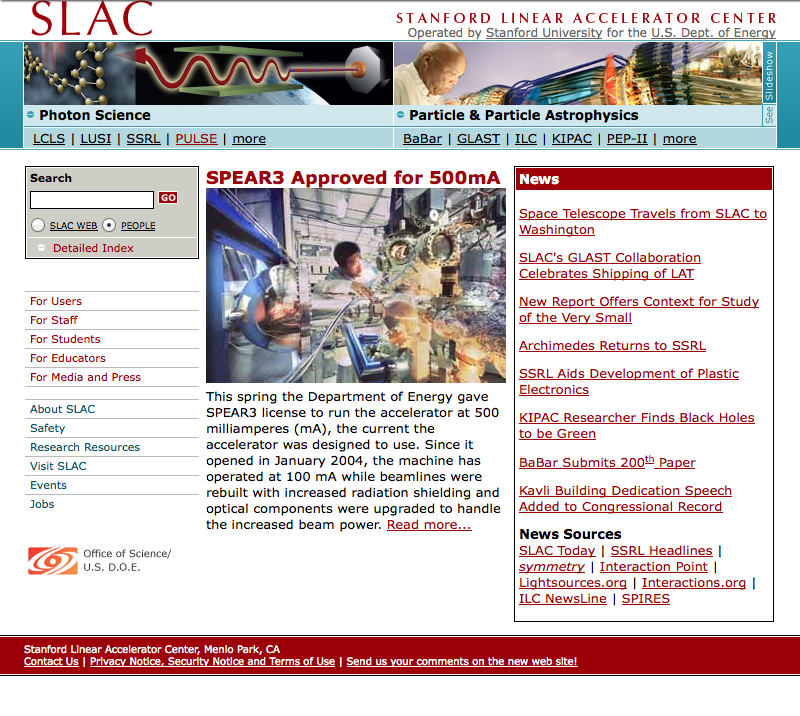 SLAC
STANFORD LINEAR ACCELERATOR CENTER
Operated by Stanford University for the U.S. Dept. of Energy
See Slideshow
Photon Science
LCLS | LUSI | SSRL | PULSE | more
Particle & Particle Astrophysics
BaBar | GLAST | ILC | KIPAC | PEP-II | more
Search
GO
SLAC WEB PEOPLE
Detailed Index
For Users
For Staff
For Students
For Educators
For Media and Press
About SLAC
Safety
Research Resources
Visit SLAC
Events
Jobs
Office of Science/
U.S. D.O.E.
SPEAR3 Approved for 500mA
This spring the Department of Energy gave
SPEAR3 license to run the accelerator at 500
milliamperes (mA), the current the
accelerator was designed to use. Since it
opened in January 2004, the machine has
operated at 100 mA while beamlines were
rebuilt with increased radiation shielding and
optical components were upgraded to handle
the increased beam power. Read more...
News
Space Telescope Travels from SLAC to
Washington
SLAC's GLAST Collaboration
Celebrates Shipping of LAT
New Report Offers Context for Study
of the Very Small
Archimedes Returns to SSRL
SSRL Aids Development of Plastic
Electronics
KIPAC Researcher Finds Black Holes
to be Green
BaBar Submits 200th Paper
Kavli Building Dedication Speech
Added to Congressional Record
News Sources
SLAC Today | SSRL Headlines |
symmetry | Interaction Point |
Lightsources.org | Interactions.org |
ILC NewsLine | SPIRES
Stanford Linear Accelerator Center, Menlo Park, CA
Contact Us | Privacy Notice, Security Notice and Terms of Use | Send us your comments on the new web site!